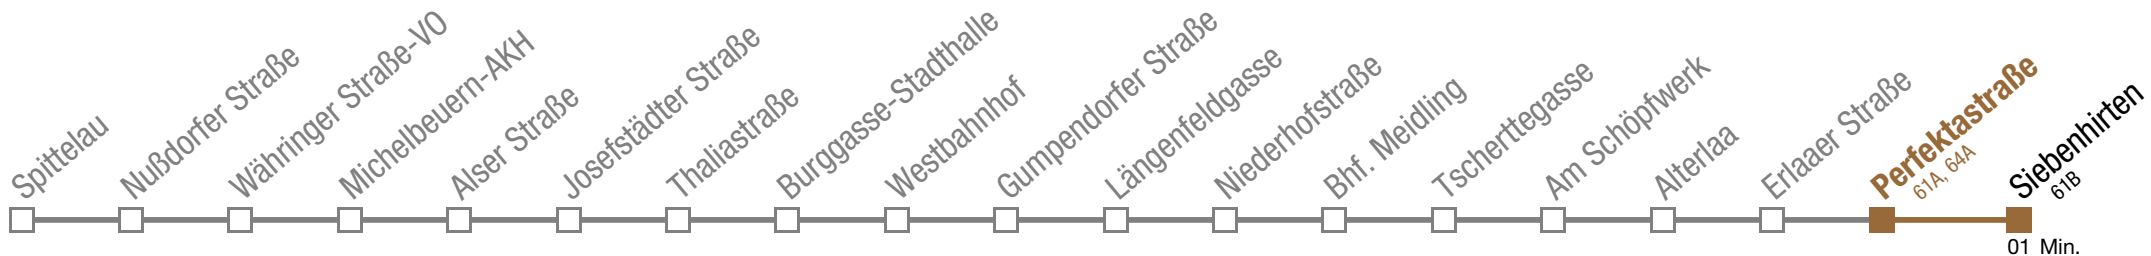 Spittelau
Nußdorfer Straße
Währinger Straße-VO
Michelbeuern-AKH
Alser Straße
Josefstädter Straße
Thaliastraße
Burggasse-Stadthalle
Westbahnhof
Gumpendorfer Straße
Längenfeldgasse
Niederhofstraße
Bhf. Meidling
Tscherttegasse
Am Schöpfwerk
Alterlaa
Erlaaer Straße
Perfektastraße
61A, 64A
Siebenhirten
61B
01 Min.